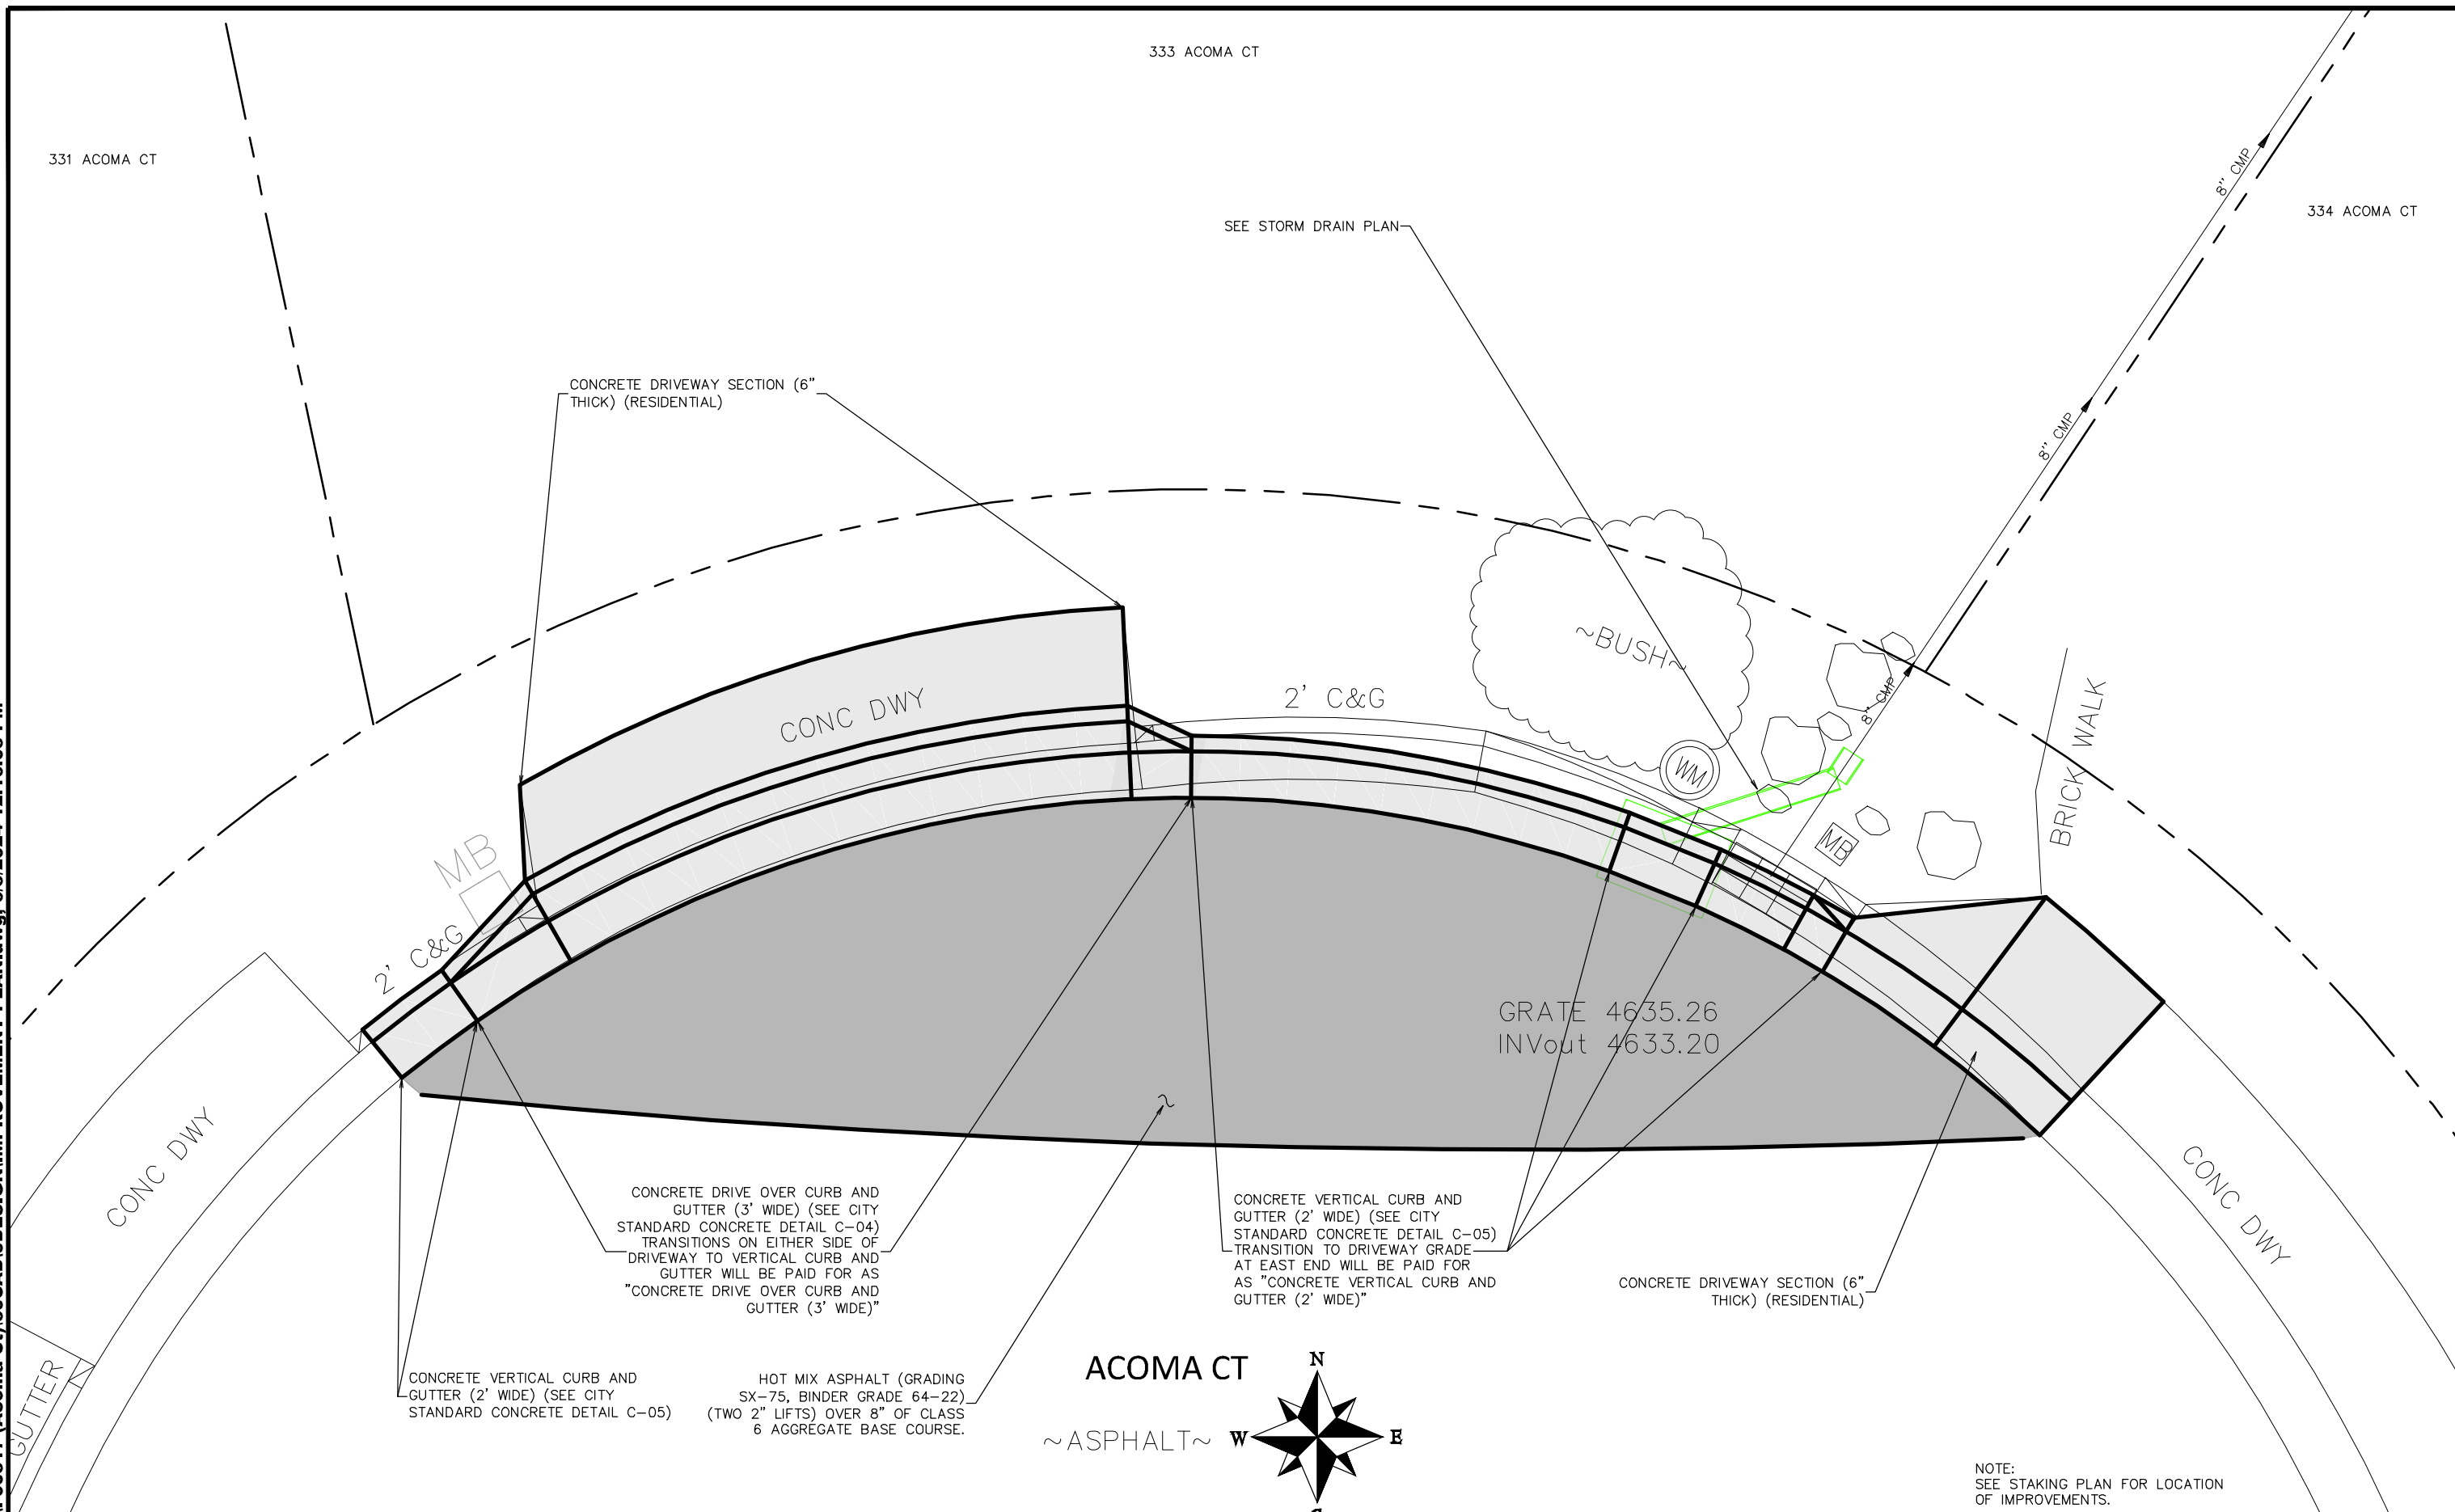 333 ACOMA CT
331 ACOMA CT
8" CMP
334 ACOMA CT
SEE STORM DRAIN PLAN
CONCRETE DRIVEWAY SECTION (6"
THICK) (RESIDENTIAL)
8" CMP
~BUSH~
8" CMP
2' C&G
CONC DWY
WM
BRICK WALK
MB
MB
2' C&G
GRATE 4635.26
INVout 4633.20
CONC DWY
CONC DWY
CONCRETE DRIVE OVER CURB AND
GUTTER (3' WIDE) (SEE CITY
STANDARD CONCRETE DETAIL C-04)
TRANSITIONS ON EITHER SIDE OF
DRIVEWAY TO VERTICAL CURB AND
GUTTER WILL BE PAID FOR AS
"CONCRETE DRIVE OVER CURB AND
GUTTER (3' WIDE)"
CONCRETE VERTICAL CURB AND
GUTTER (2' WIDE) (SEE CITY
STANDARD CONCRETE DETAIL C-05)
TRANSITION TO DRIVEWAY GRADE
AT EAST END WILL BE PAID FOR
AS "CONCRETE VERTICAL CURB AND
GUTTER (2' WIDE)"
CONCRETE DRIVEWAY SECTION (6"
THICK) (RESIDENTIAL)
GUTTER
CONCRETE VERTICAL CURB AND
GUTTER (2' WIDE) (SEE CITY
STANDARD CONCRETE DETAIL C-05)
HOT MIX ASPHALT (GRADING
SX-75, BINDER GRADE 64-22)
(TWO 2" LIFTS) OVER 8" OF CLASS
6 AGGREGATE BASE COURSE.
ACOMA CT
~ASPHALT~
N
W
E
NOTE:
SEE STAKING PLAN FOR LOCATION
OF IMPROVEMENTS.